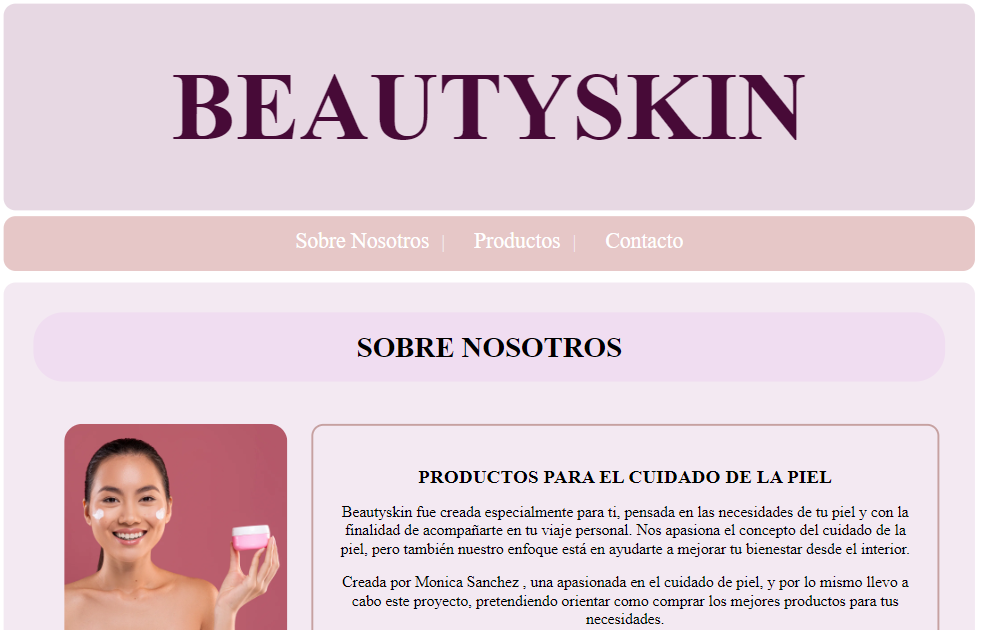 BEAUTYSKIN
Sobre Nosotros | Productos | Contacto
SOBRE NOSOTROS
PRODUCTOS PARA EL CUIDADO DE LA PIEL
Beautyskin fue creada especialmente para ti, pensada en las necesidades de tu piel y con la
finalidad de acompañarte en tu viaje personal. Nos apasiona el concepto del cuidado de la
piel, pero también nuestro enfoque está en ayudarte a mejorar tu bienestar desde el interior.
Creada por Monica Sanchez , una apasionada en el cuidado de piel, y por lo mismo llevo a
cabo este proyecto, pretendiendo orientar como comprar los mejores productos para tus
necesidades.